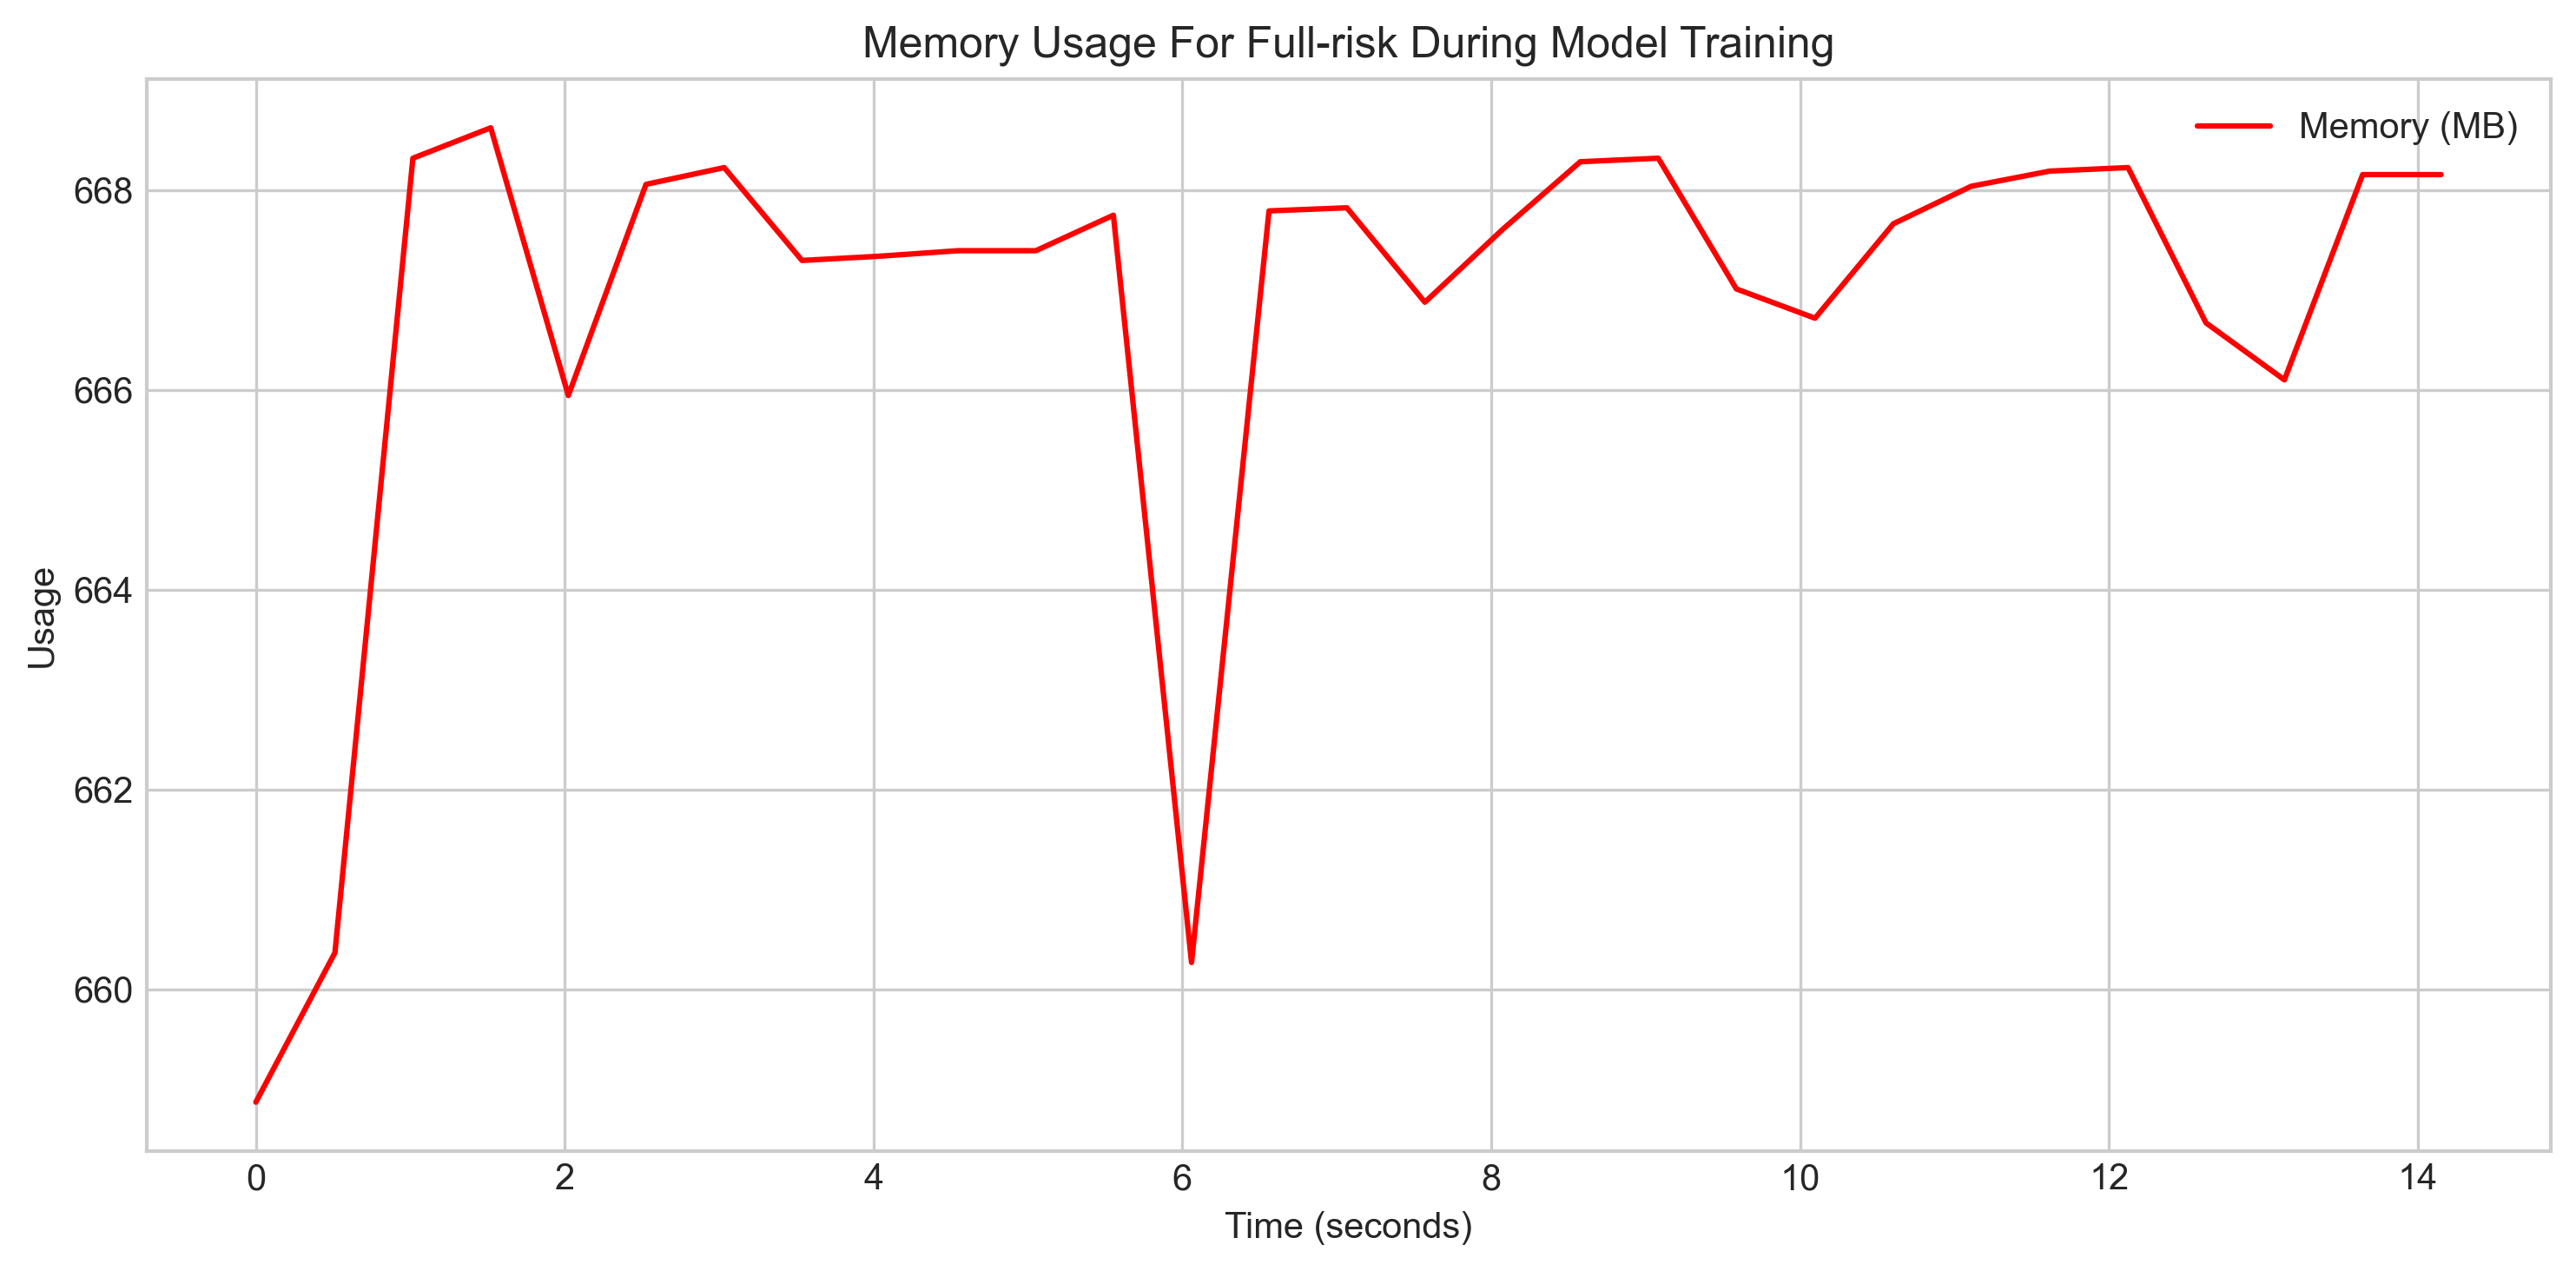 Memory Usage For Full-risk During Model Training
Memory (MB)
668
666
664
662
660
Usage
0 2 4 6 8 10 12 14
Time (seconds)